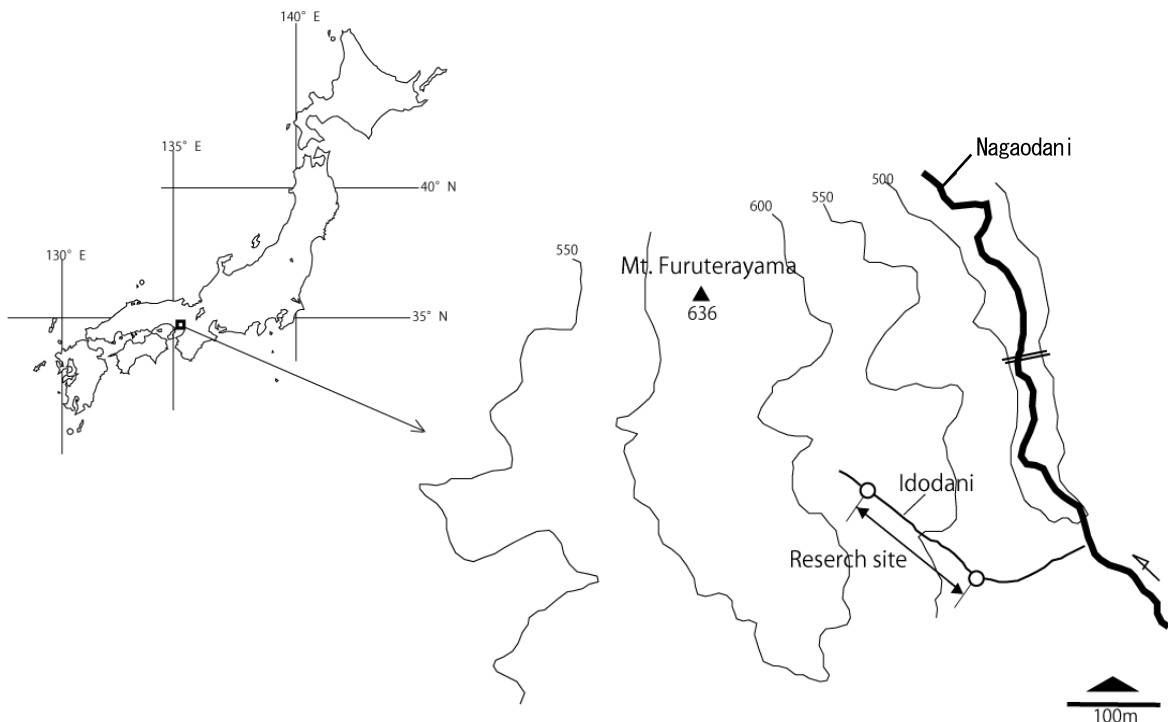 140° E
135° E
40° N
130° E
35° N
Nagaodani
500
550
600
550
Mt. Furuterayama
636
Idodani
Reserch site
100m